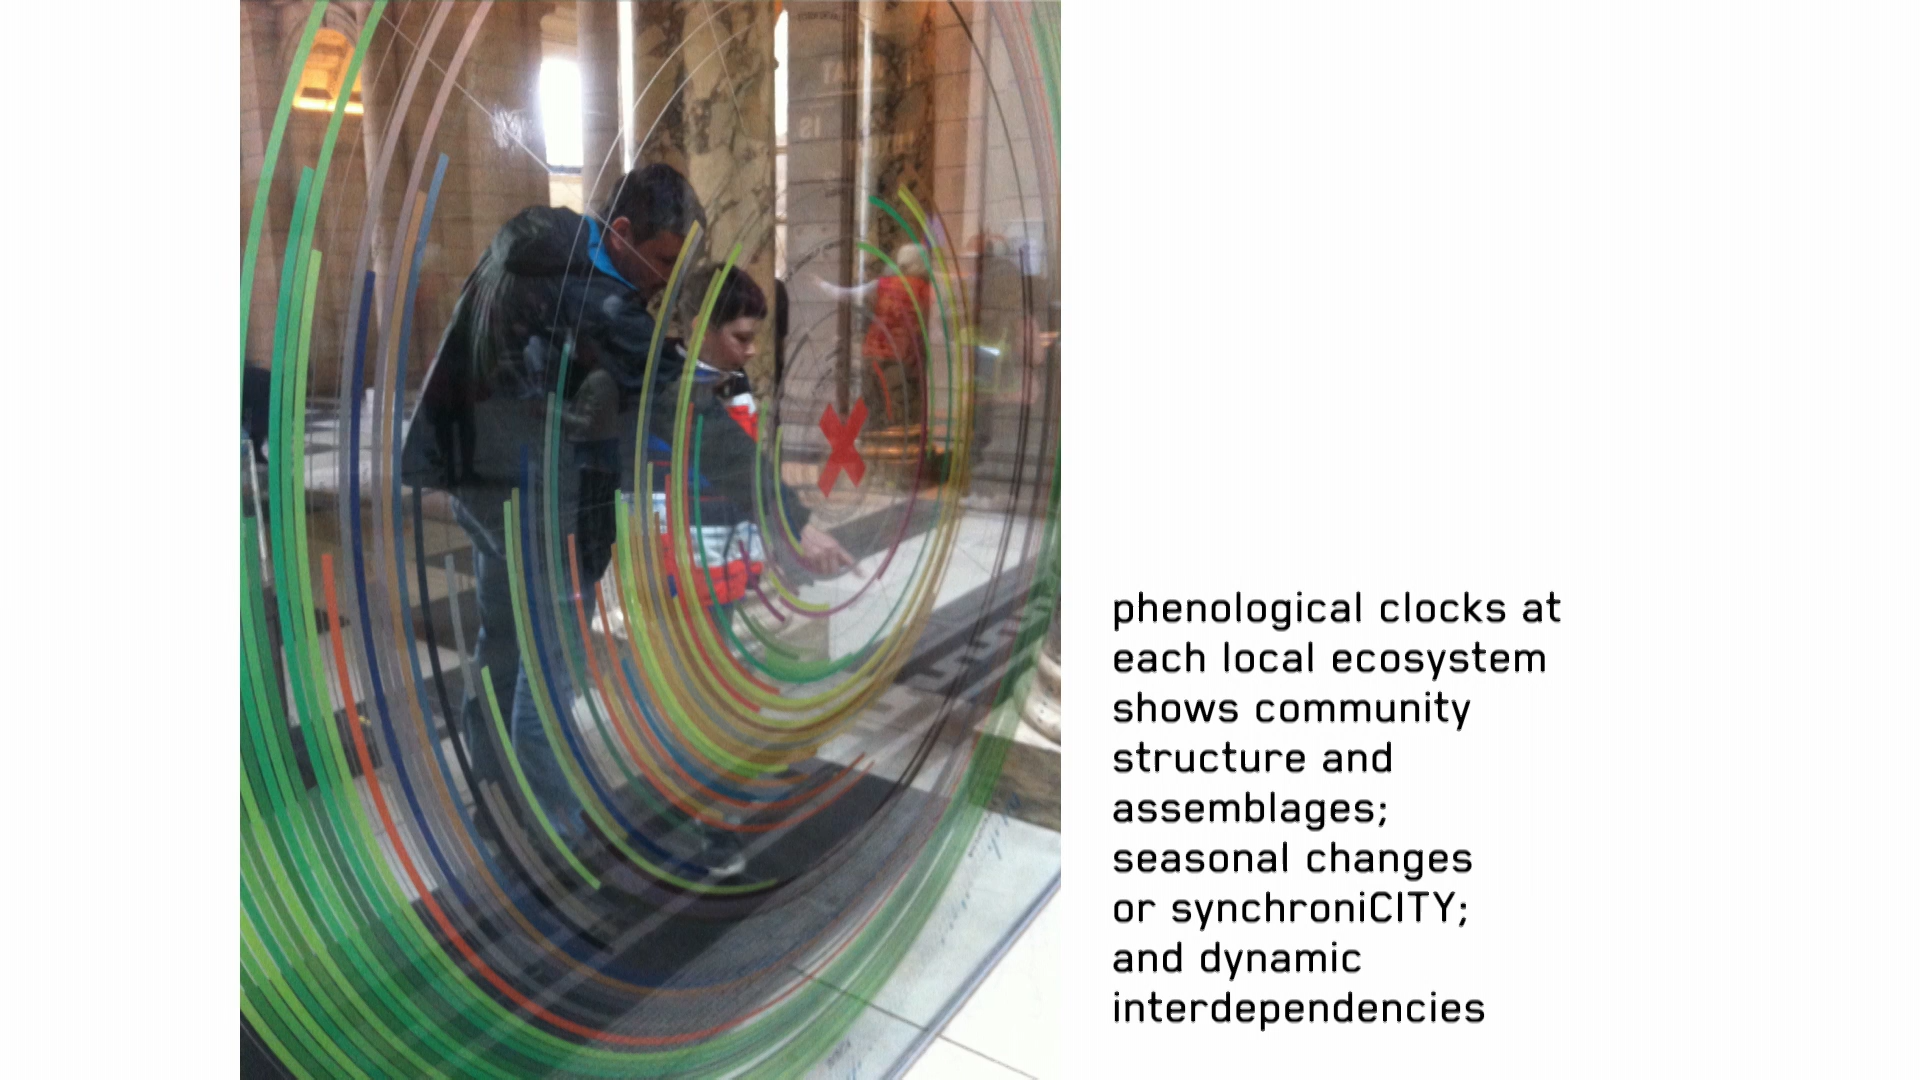 phenological clocks at
each local ecosystem
shows community
structure and
assemblages;
seasonal changes
or synchroniCITY;
and dynamic
interdependencies